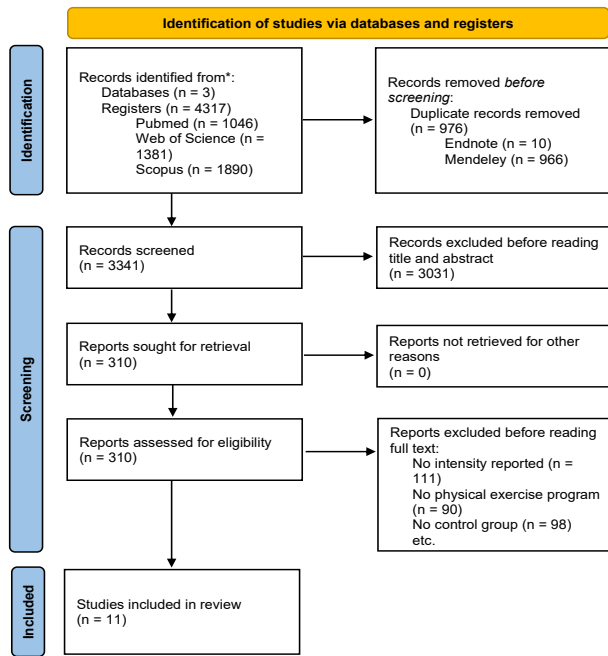 Identification of studies via databases and registers
Identification
Records identified from*:
Databases (n = 3)
Registers (n = 4317)
Pubmed (n = 1046
Web of Science (n =
1381)
Scopus (n = 1890)
Records removed before
screening:
Duplicate records removed
(n = 976)
Endnote (n = 10)
Mendeley (n = 966)
Screening
Records screened
(n = 3341)
Records excluded before reading
title and abstract
(n = 3031)
Reports sought for retrieval
(n = 310)
Reports not retrieved for other
reasons
(n = 0)
Reports assessed for eligibility
(n = 310)
Reports excluded before reading
full text:
No intensity reported (n =
111)
No physical exercise program
(n = 90)
No control group (n = 98)
etc.
Included
Studies included in review
(n = 11)